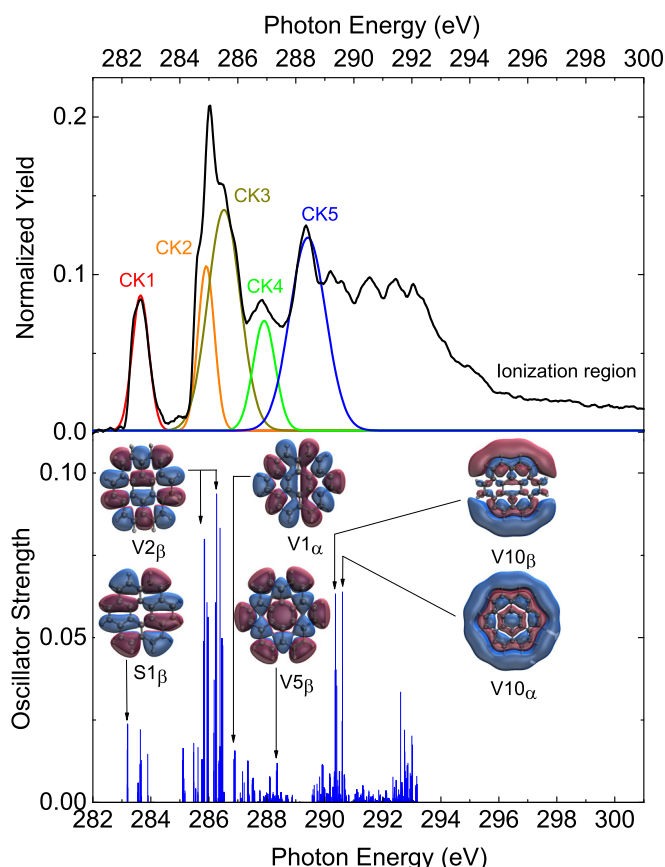 Photon Energy (eV)
282 284 286 288 290 292 294 296 298 300
0.2
0.1
0.0
Normalized Yield
CK1
CK2
CK3
CK4
CK5
Ionization region
0.10
0.05
0.00
Oscillator Strength
V2β
V1α
V10β
S1β
V5β
V10α
282 284 286 288 290 292 294 296 298 300
Photon Energy (eV)